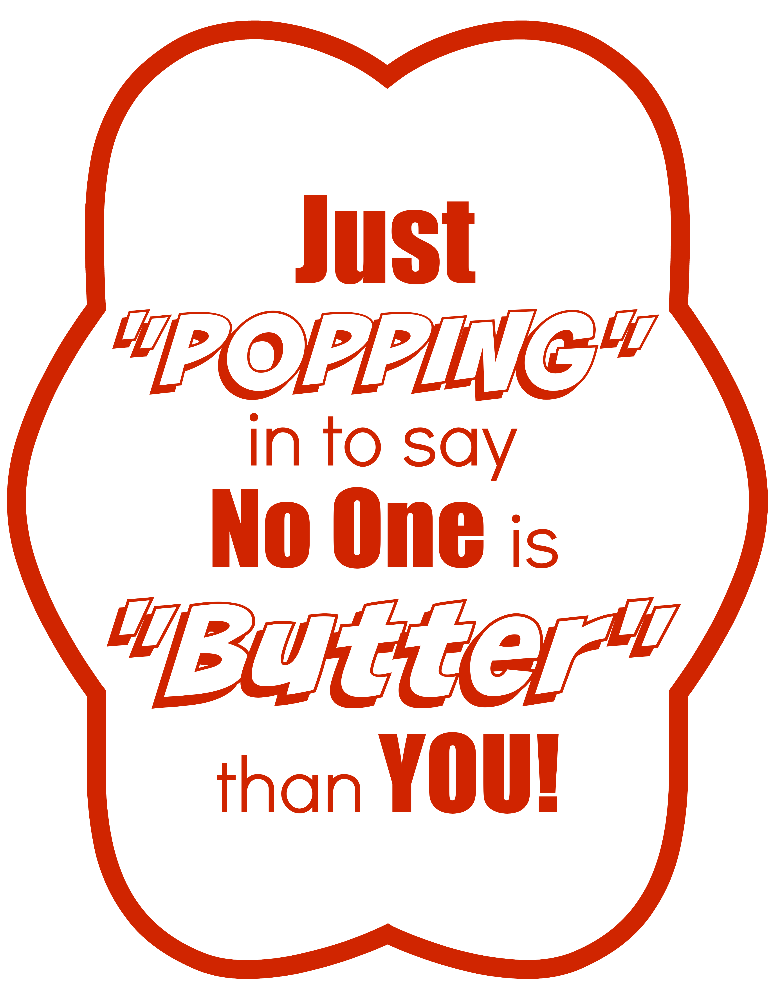 Just
"POPPING"
in to say
No One is
"Butter"
than YOU!